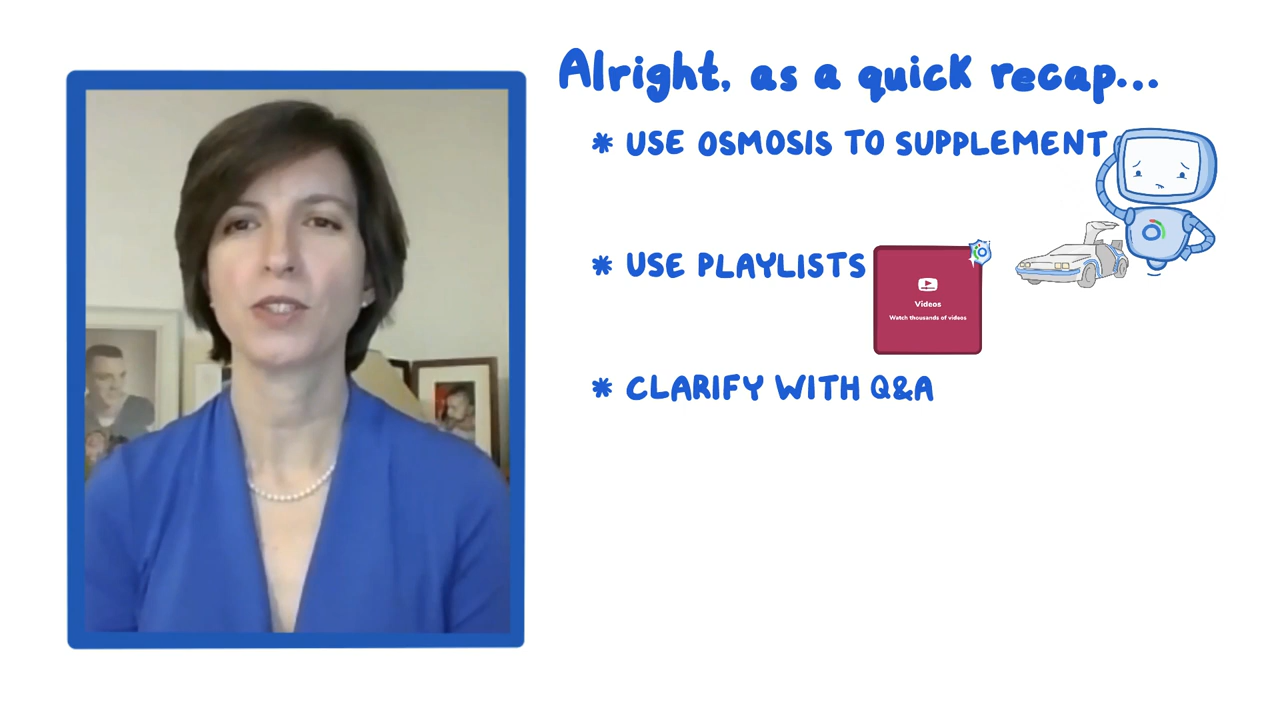 Alright, as a quick recap...
* USE OSMOSIS TO SUPPLEMENT
* USE PLAYLISTS
Videos
Watch thousands of videos
* CLARIFY WITH Q&A